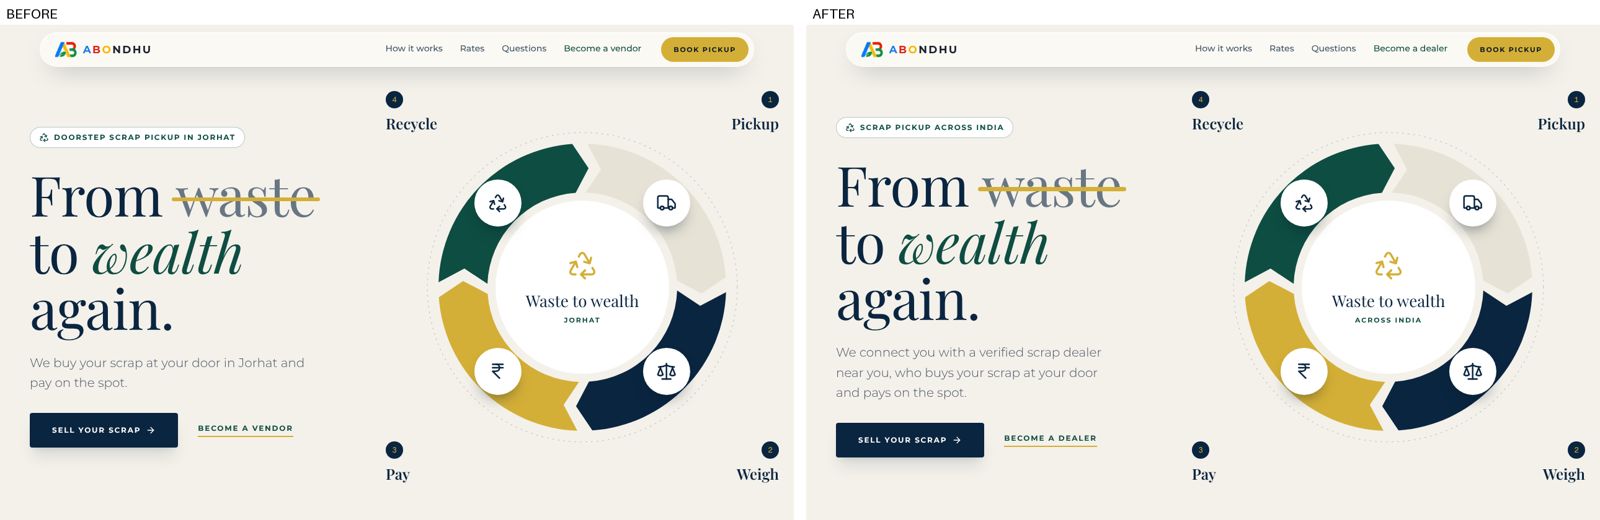 BEFORE
ABONDHU
How it works
Rates
Questions
Become a vendor
BOOK PICKUP
DOORSTEP SCRAP PICKUP IN JORHAT
From waste
to wealth
again.
We buy your scrap at your door in Jorhat and
pay on the spot.
SELL YOUR SCRAP →
BECOME A VENDOR
4
Recycle
1
Pickup
₹
Waste to wealth
JORHAT
3
Pay
2
Weigh
AFTER
ABONDHU
How it works
Rates
Questions
Become a dealer
BOOK PICKUP
SCRAP PICKUP ACROSS INDIA
From waste
to wealth
again.
We connect you with a verified scrap dealer
near you, who buys your scrap at your door
and pays on the spot.
SELL YOUR SCRAP →
BECOME A DEALER
4
Recycle
1
Pickup
₹
Waste to wealth
ACROSS INDIA
3
Pay
2
Weigh